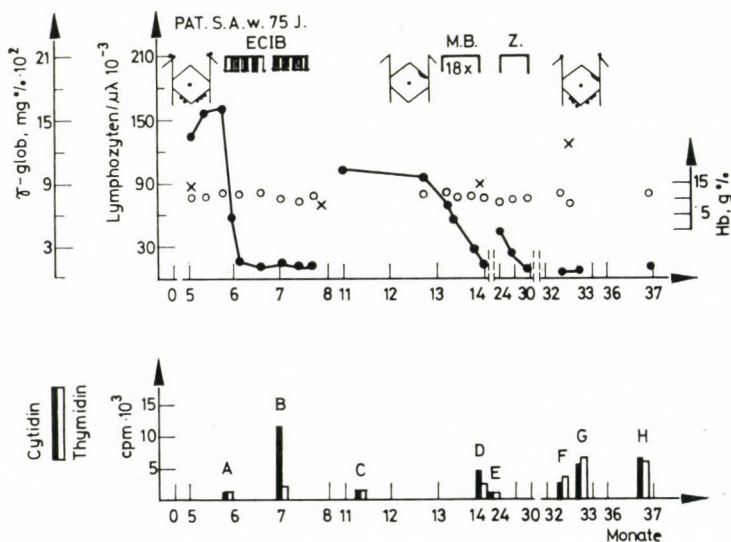 PAT. S.A.w. 75 J.
ECIB
M.B.
18x
Z.
γ-glob, mg%·10²
21
15
9
3
Lymphozyten/μλ 10⁻³
210
150
90
30
Hb, g%
15
5
0 5 6 7 8 11 12 13 14 24 30 32 33 36 37
Cytidin
Thymidin
cpm·10³
15
10
5
A
B
C
D
E
F
G
H
0 5 6 7 8 11 12 13 14 24 30 32 33 36 37
Monate